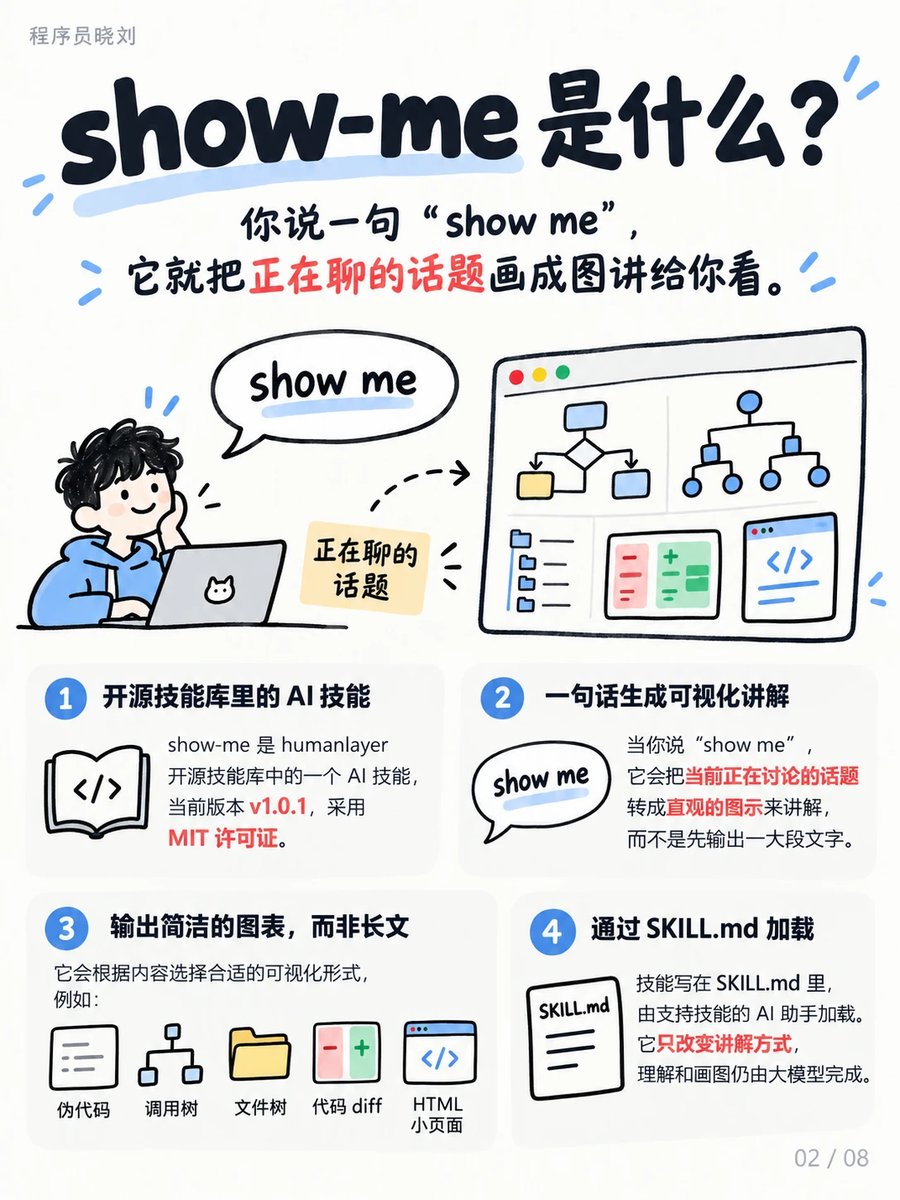 程序员晓刘
show-me 是什么?
你说一句“show me”,
它就把正在聊的话题画成图讲给你看。
show me
正在聊的
话题
</>
1 开源技能库里的 AI 技能
</>
show-me 是 humanlayer
开源技能库中的一个 AI 技能,
当前版本 v1.0.1, 采用
MIT 许可证。
2 一句话生成可视化讲解
show me
当你说“show me”,
它会把当前正在讨论的话题
转成直观的图示来讲解,
而不是先输出一大段文字。
3 输出简洁的图表, 而非长文
它会根据内容选择合适的可视化形式,
例如:
</>
伪代码
调用树
文件树
代码 diff
HTML
小页面
4 通过 SKILL.md 加载
SKILL.md
技能写在 SKILL.md 里,
由支持技能的 AI 助手加载。
它只改变讲解方式,
理解和画图仍由大模型完成。
02 / 08